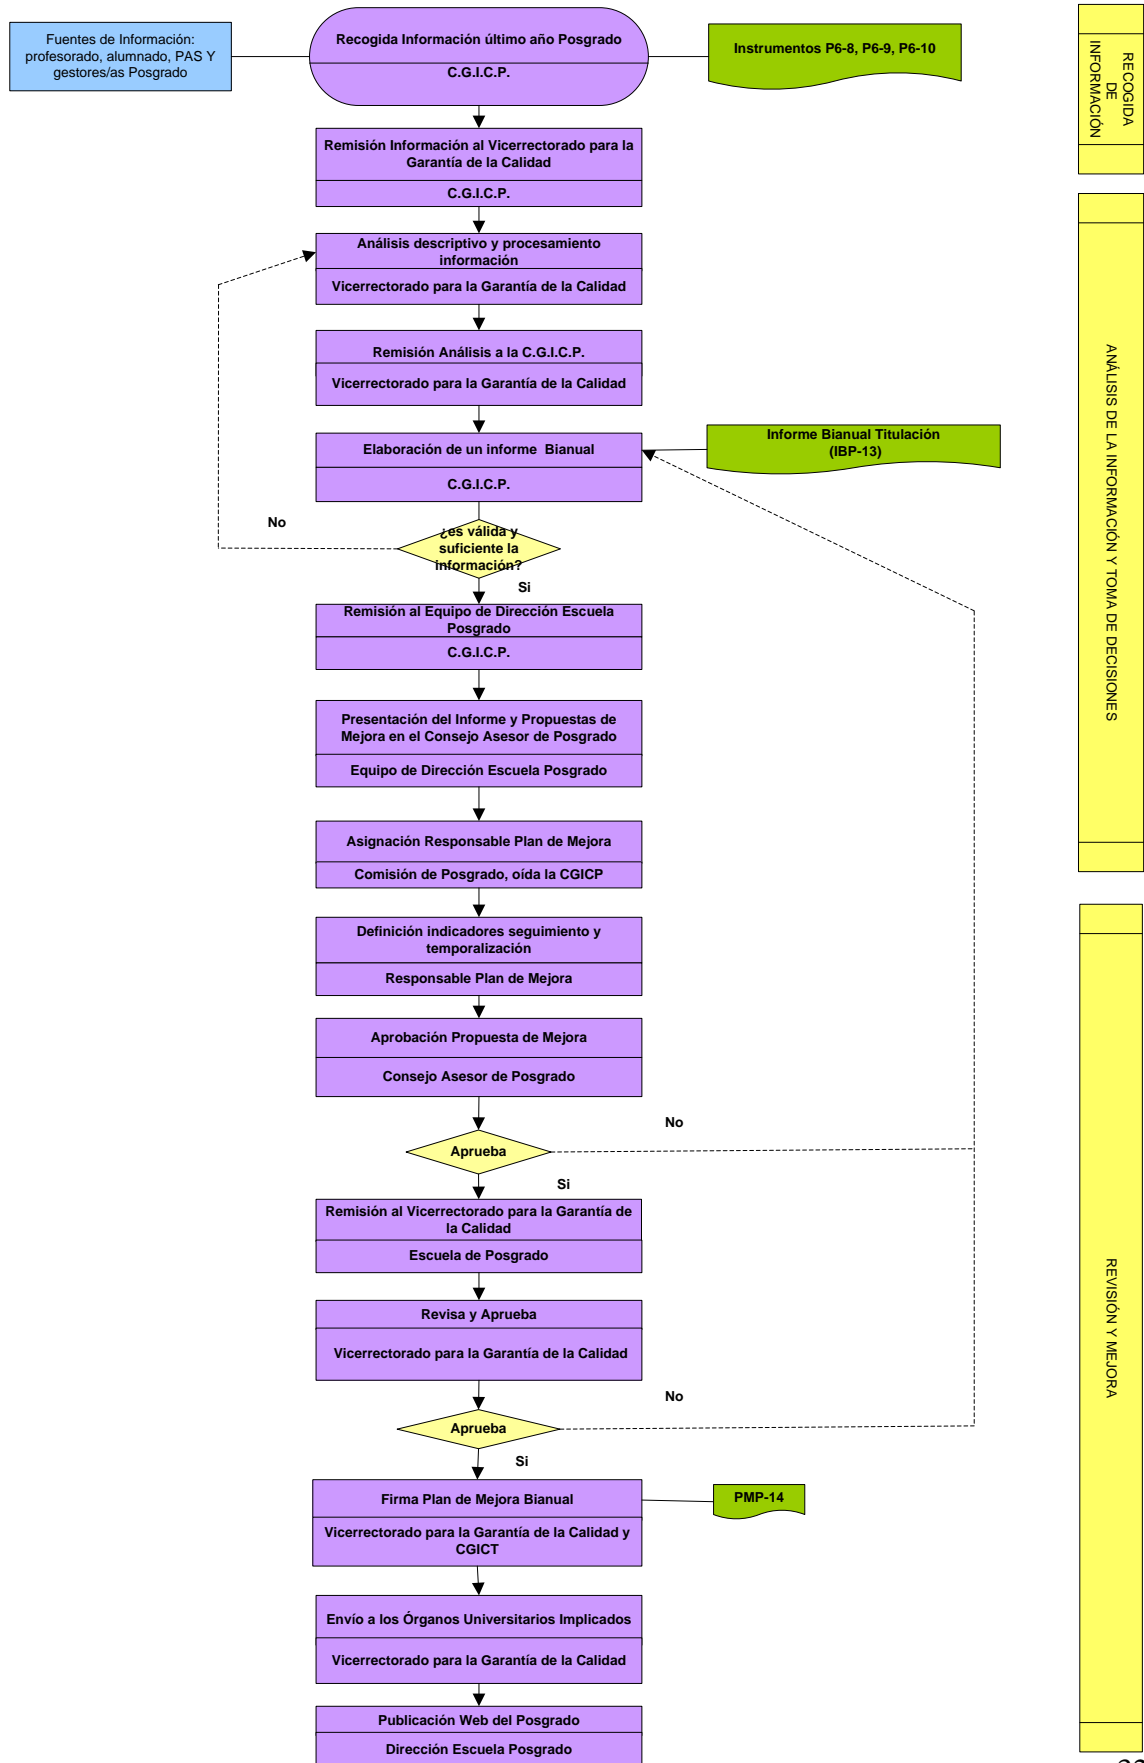 Fuentes de Información:
profesorado, alumnado, PAS Y
gestores/as Posgrado
Recogida Información último año Posgrado
C.G.I.C.P.
Instrumentos P6-8, P6-9, P6-10
RECOGIDA
DE
INFORMACIÓN
Remisión Información al Vicerrectorado para la
Garantía de la Calidad
C.G.I.C.P.
Análisis descriptivo y procesamiento
información
Vicerrectorado para la Garantía de la Calidad
Remisión Análisis a la C.G.I.C.P.
Vicerrectorado para la Garantía de la Calidad
Elaboración de un informe Bianual
C.G.I.C.P.
Informe Bianual Titulación
(IBP-13)
ANÁLISIS DE LA INFORMACIÓN Y TOMA DE DECISIONES
No
¿es válida y
suficiente la
información?
Si
Remisión al Equipo de Dirección Escuela
Posgrado
C.G.I.C.P.
Presentación del Informe y Propuestas de
Mejora en el Consejo Asesor de Posgrado
Equipo de Dirección Escuela Posgrado
Asignación Responsable Plan de Mejora
Comisión de Posgrado, oída la CGICP
Definición indicadores seguimiento y
temporalización
Responsable Plan de Mejora
Aprobación Propuesta de Mejora
Consejo Asesor de Posgrado
No
Aprueba
Si
Remisión al Vicerrectorado para la Garantía de
la Calidad
Escuela de Posgrado
REVISIÓN Y MEJORA
Revisa y Aprueba
Vicerrectorado para la Garantía de la Calidad
No
Aprueba
Si
Firma Plan de Mejora Bianual
Vicerrectorado para la Garantía de la Calidad y
CGICT
PMP-14
Envío a los Órganos Universitarios Implicados
Vicerrectorado para la Garantía de la Calidad
Publicación Web del Posgrado
Dirección Escuela Posgrado